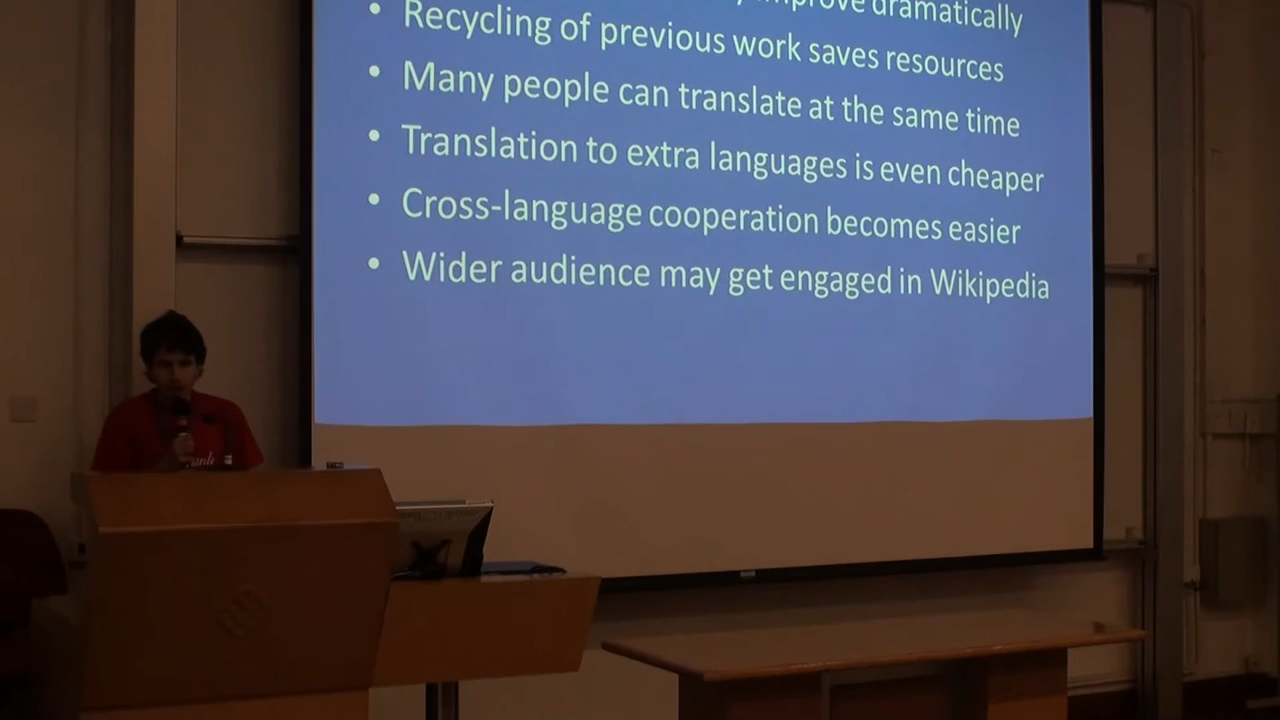 improve dramatically
• Recycling of previous work saves resources
• Many people can translate at the same time
• Translation to extra languages is even cheaper
• Cross-language cooperation becomes easier
• Wider audience may get engaged in Wikipedia